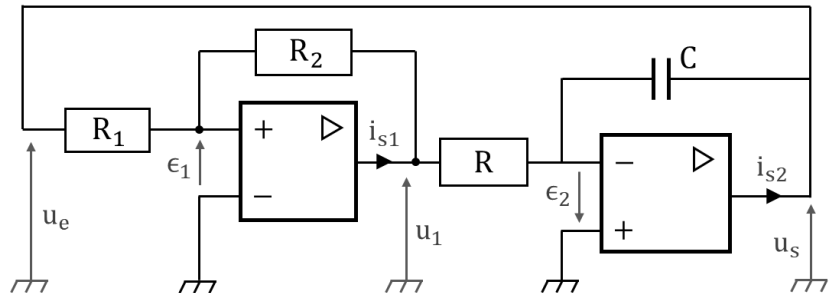 R₂
C
R₁
+
▷
i_s1
ϵ₁
−
R
−
▷
i_s2
ϵ₂
+
u_e
u₁
u_s